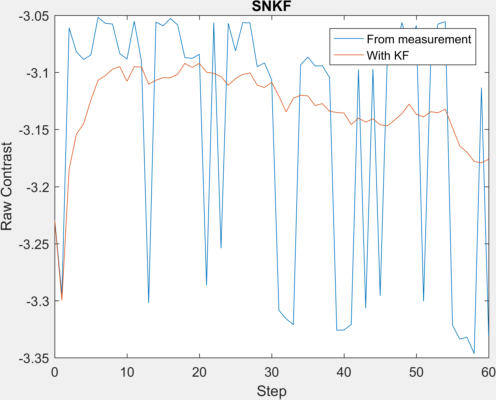 SNKF
From measurement
With KF
Raw Contrast
-3.05
-3.1
-3.15
-3.2
-3.25
-3.3
-3.35
0 10 20 30 40 50 60
Step